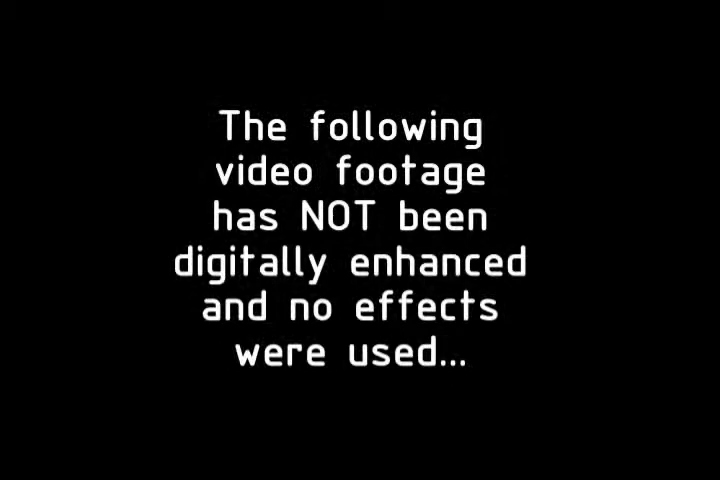 The following
video footage
has NOT been
digitally enhanced
and no effects
were used...